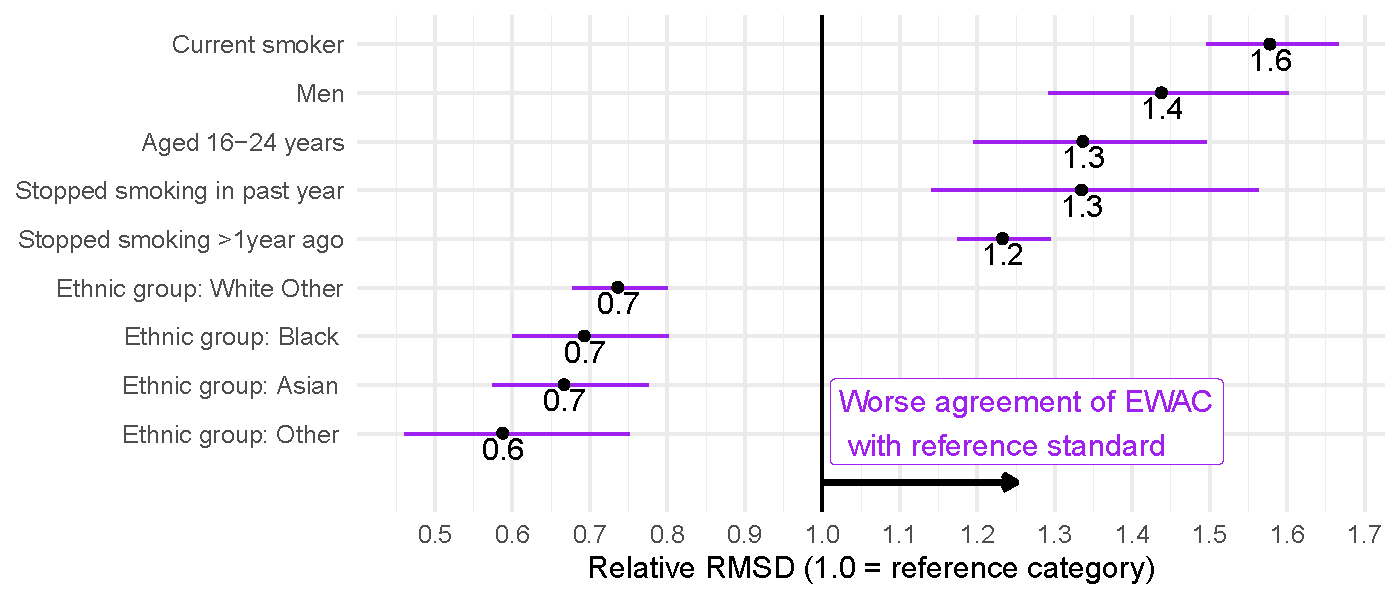 Current smoker
1.6
Men
1.4
Aged 16−24 years
1.3
Stopped smoking in past year
1.3
Stopped smoking >1year ago
1.2
Ethnic group: White Other
0.7
Ethnic group: Black
0.7
Ethnic group: Asian
0.7
Ethnic group: Other
0.6
Worse agreement of EWAC
with reference standard
0.5 0.6 0.7 0.8 0.9 1.0 1.1 1.2 1.3 1.4 1.5 1.6 1.7
Relative RMSD (1.0 = reference category)